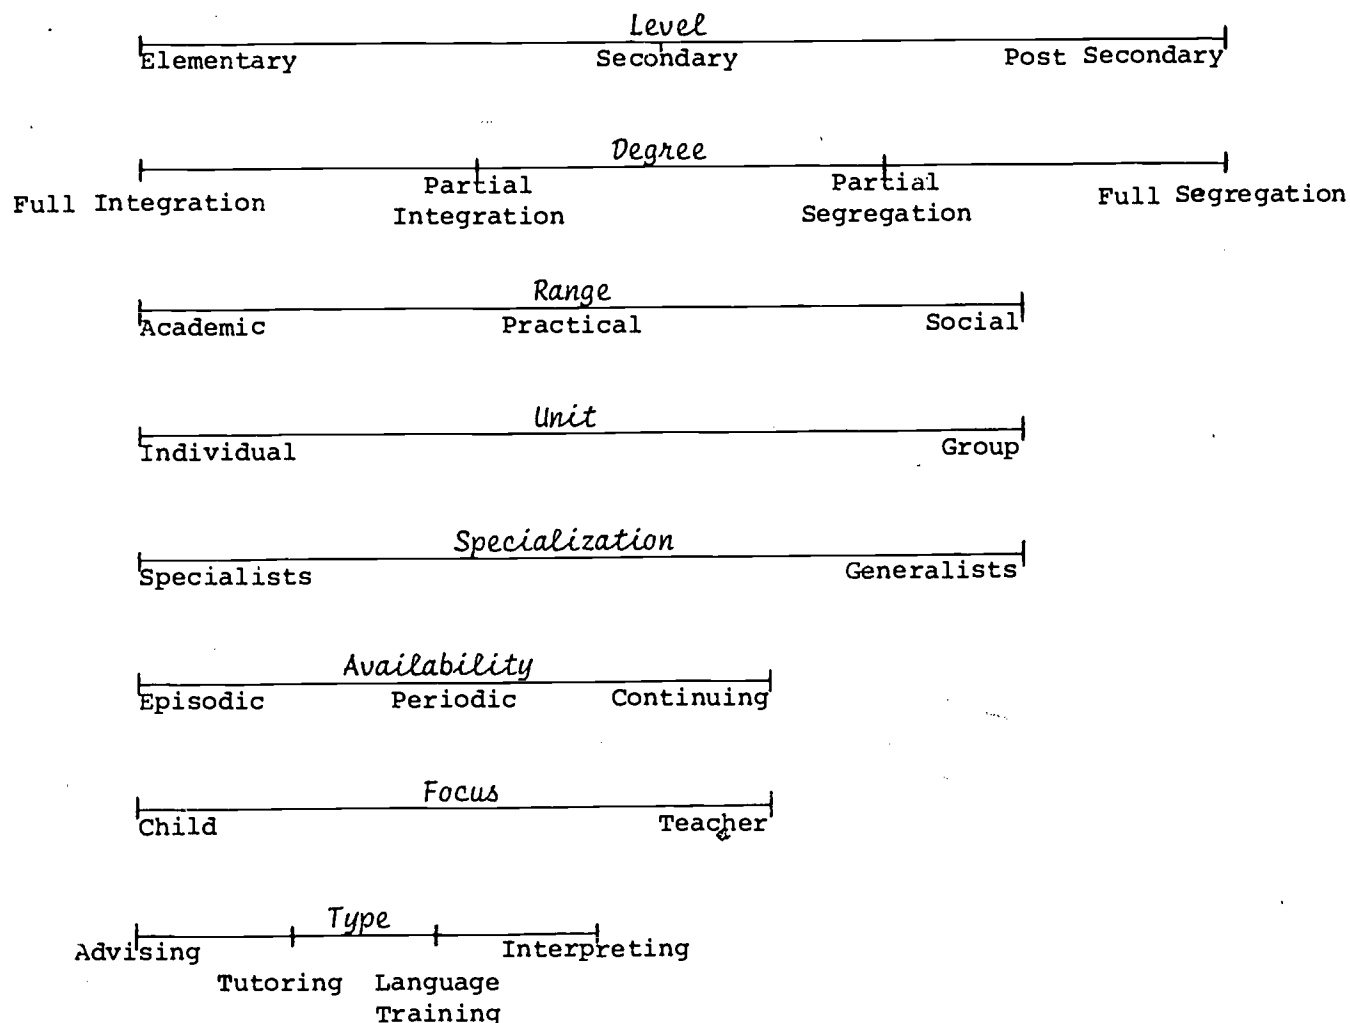 Level
Elementary Secondary Post Secondary
Degree
Full Integration Partial Integration Partial Segregation Full Segregation
Range
Academic Practical Social
Unit
Individual Group
Specialization
Specialists Generalists
Availability
Episodic Periodic Continuing
Focus
Child Teacher
Type
Advising Tutoring Language Training Interpreting